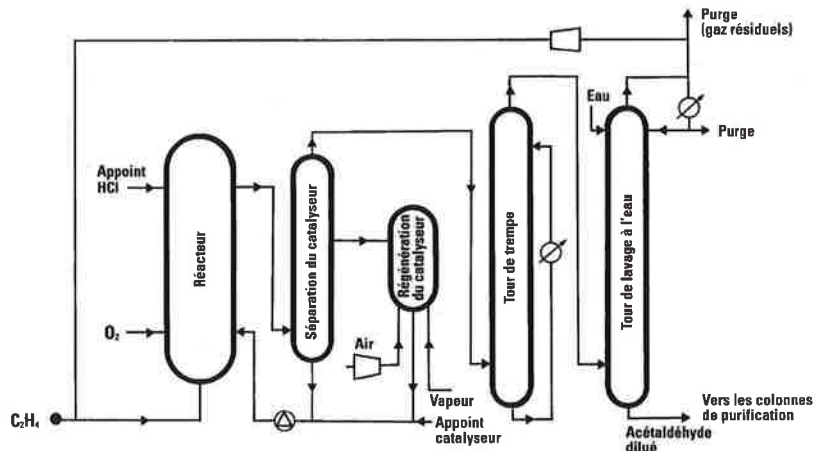 Purge
(gaz résiduels)
Eau
Purge
Appoint
HCl
Réacteur
O₂
C₂H₄
Séparation du catalyseur
Régénération
du catalyseur
Air
Vapeur
Appoint
catalyseur
Tour de trempe
Tour de lavage à l'eau
Vers les colonnes
de purification
Acétaldéhyde
dilué